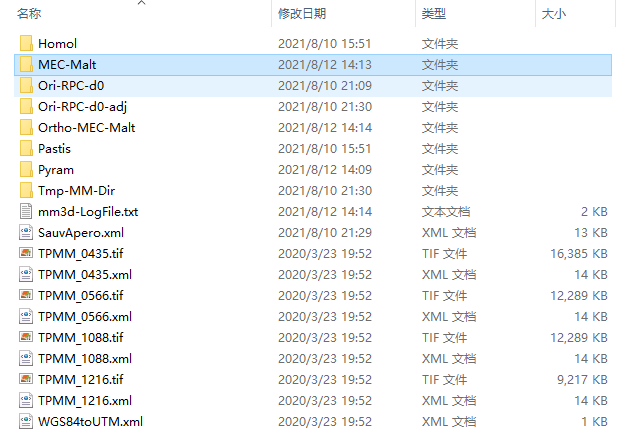 名称 修改日期 类型 大小
Homol 2021/8/10 15:51 文件夹
MEC-Malt 2021/8/12 14:13 文件夹
Ori-RPC-d0 2021/8/10 21:09 文件夹
Ori-RPC-d0-adj 2021/8/10 21:30 文件夹
Ortho-MEC-Malt 2021/8/12 14:14 文件夹
Pastis 2021/8/10 15:51 文件夹
Pyram 2021/8/12 14:09 文件夹
Tmp-MM-Dir 2021/8/10 21:30 文件夹
mm3d-LogFile.txt 2021/8/12 14:14 文本文档 2 KB
SauvApero.xml 2021/8/10 21:29 XML 文档 13 KB
TPMM_0435.tif 2020/3/23 19:52 TIF 文件 16,385 KB
TPMM_0435.xml 2020/3/23 19:52 XML 文档 14 KB
TPMM_0566.tif 2020/3/23 19:52 TIF 文件 12,289 KB
TPMM_0566.xml 2020/3/23 19:52 XML 文档 14 KB
TPMM_1088.tif 2020/3/23 19:52 TIF 文件 12,289 KB
TPMM_1088.xml 2020/3/23 19:52 XML 文档 14 KB
TPMM_1216.tif 2020/3/23 19:52 TIF 文件 9,217 KB
TPMM_1216.xml 2020/3/23 19:52 XML 文档 14 KB
WGS84toUTM.xml 2020/3/23 19:52 XML 文档 1 KB